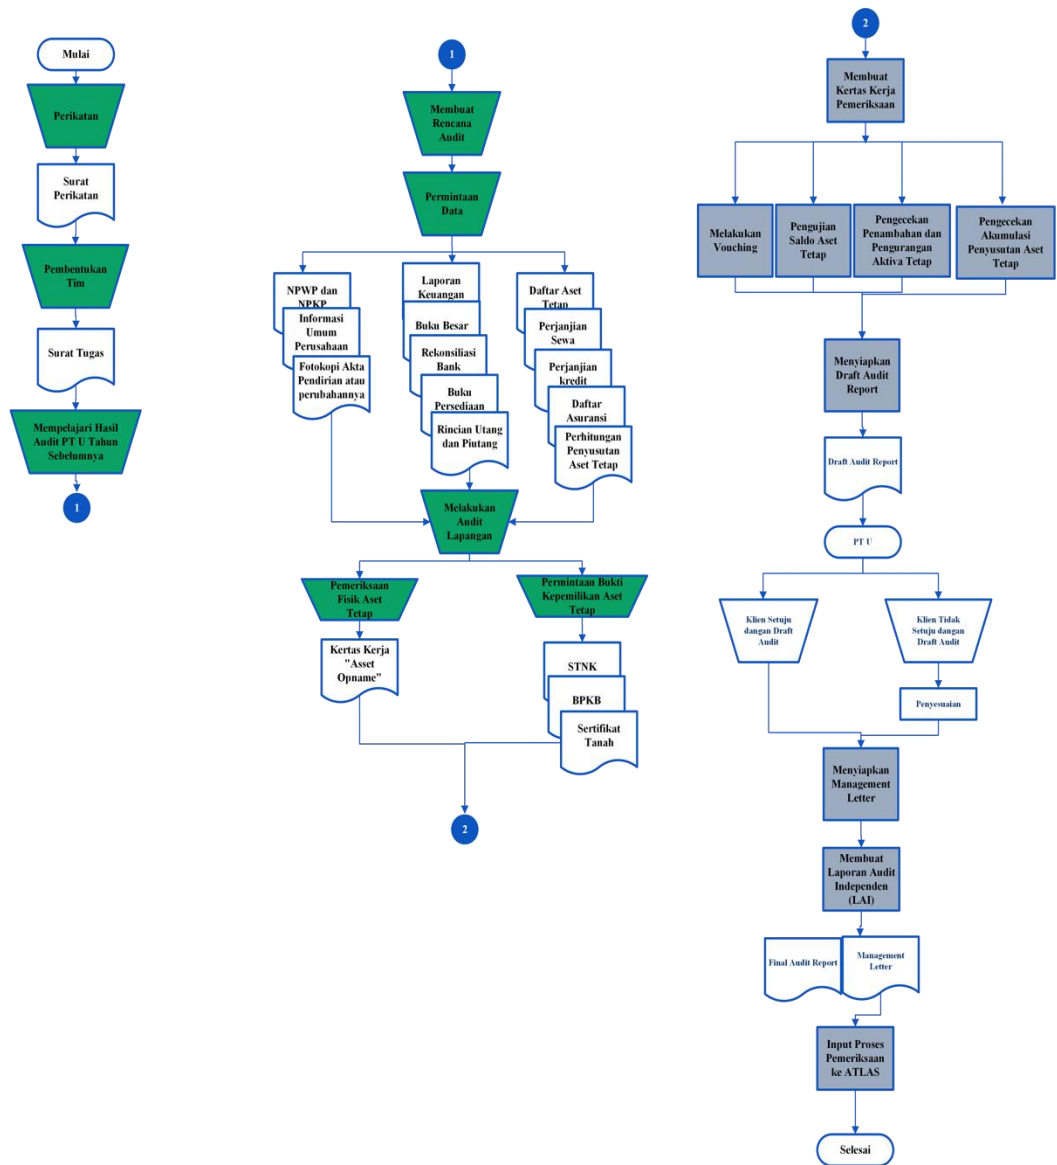 Mulai
Perikatan
Surat
Perikatan
Pembentukan
Tim
Surat Tugas
Mempelajari Hasil
Audit PT U Tahun
Sebelumnya
1
1
Membuat
Rencana
Audit
Permintaan
Data
NPWP dan
NPKP
Informasi
Umum
Perusahaan
Fotokopi Akta
Pendirian atau
perubahannya
Laporan
Keuangan
Buku Besar
Rekonsiliasi
Bank
Buku
Persediaan
Rincian Utang
dan Piutang
Daftar Aset
Tetap
Perjanjian
Sewa
Perjanjian
kredit
Daftar
Asuransi
Perhitungan
Penyusutan
Aset Tetap
Melakukan
Audit
Lapangan
Pemeriksaan
Fisik Aset
Tetap
Permintaan Bukti
Kepemilikan Aset
Tetap
Kertas Kerja
"Asset
Opname"
STNK
BPKB
Sertifikat
Tanah
2
2
Membuat
Kertas Kerja
Pemeriksaan
Melakukan
Vouching
Pengujian
Saldo Aset
Tetap
Pengecekan
Penambahan dan
Pengurangan
Aktiva Tetap
Pengecekan
Akumulasi
Penyusutan Aset
Tetap
Menyiapkan
Draft Audit
Report
Draft Audit Report
PT U
Klien Setuju
dangan Draft
Audit
Klien Tidak
Setuju dangan
Draft Audit
Penyesuaian
Menyiapkan
Management
Letter
Membuat
Laporan Audit
Independen
(LAI)
Final Audit Report
Management
Letter
Input Proses
Pemeriksaan
ke ATLAS
Selesai